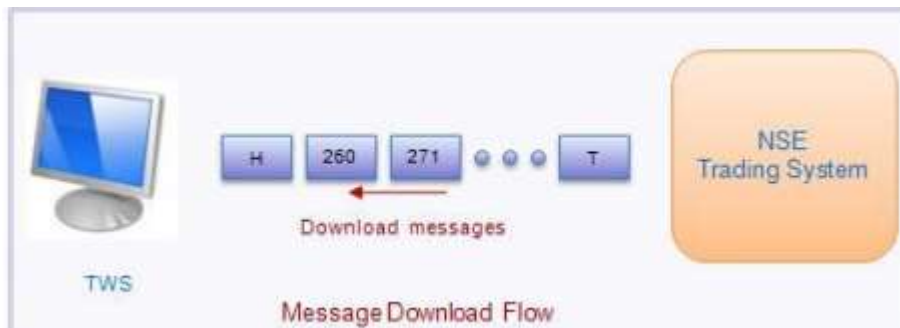 H 260 271 T
NSE
Trading System
Download messages
TWS
Message Download Flow